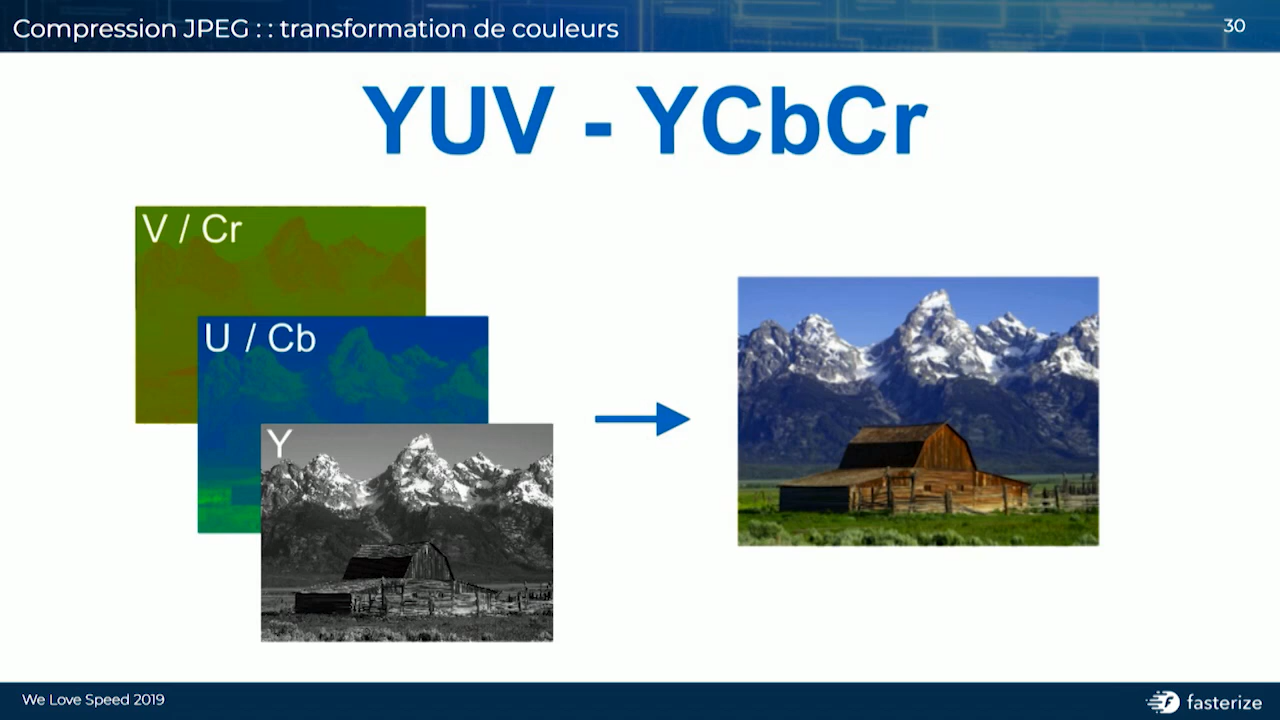 Compression JPEG : : transformation de couleurs
30
YUV - YCbCr
V / Cr
U / Cb
Y
We Love Speed 2019
fasterize